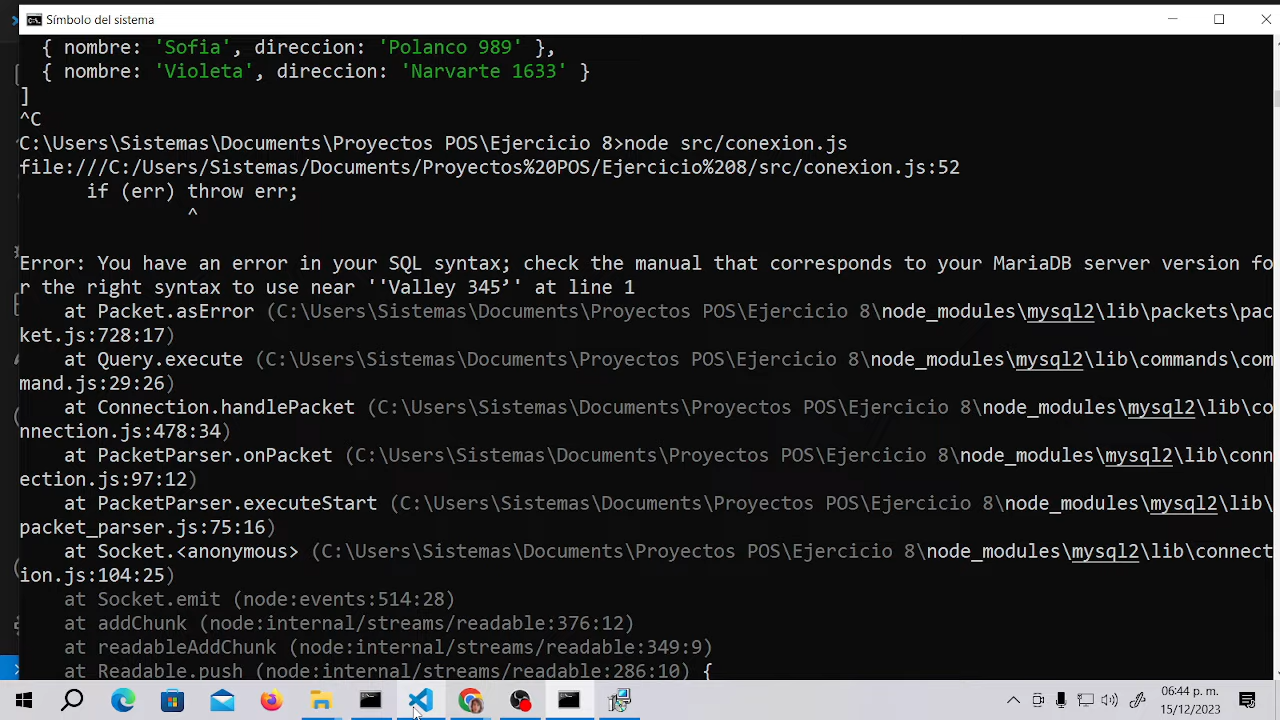 Símbolo del sistema
{ nombre: 'Sofia', direccion: 'Polanco 989' },
{ nombre: 'Violeta', direccion: 'Narvarte 1633' }
]
^C
C:\Users\Sistemas\Documents\Proyectos POS\Ejercicio 8>node src/conexion.js
file:///C:/Users/Sistemas/Documents/Proyectos%20POS/Ejercicio%208/src/conexion.js:52
if (err) throw err;
^
Error: You have an error in your SQL syntax; check the manual that corresponds to your MariaDB server version fo
r the right syntax to use near ''Valley 345’' at line 1
at Packet.asError (C:\Users\Sistemas\Documents\Proyectos POS\Ejercicio 8\node_modules\mysql2\lib\packets\pac
ket.js:728:17)
at Query.execute (C:\Users\Sistemas\Documents\Proyectos POS\Ejercicio 8\node_modules\mysql2\lib\commands\com
mand.js:29:26)
at Connection.handlePacket (C:\Users\Sistemas\Documents\Proyectos POS\Ejercicio 8\node_modules\mysql2\lib\co
nnection.js:478:34)
at PacketParser.onPacket (C:\Users\Sistemas\Documents\Proyectos POS\Ejercicio 8\node_modules\mysql2\lib\conn
ection.js:97:12)
at PacketParser.executeStart (C:\Users\Sistemas\Documents\Proyectos POS\Ejercicio 8\node_modules\mysql2\lib\
packet_parser.js:75:16)
at Socket.<anonymous> (C:\Users\Sistemas\Documents\Proyectos POS\Ejercicio 8\node_modules\mysql2\lib\connect
ion.js:104:25)
at Socket.emit (node:events:514:28)
at addChunk (node:internal/streams/readable:376:12)
at readableAddChunk (node:internal/streams/readable:349:9)
at Readable.push (node:internal/streams/readable:286:10) {
06:44 p. m.
15/12/2023